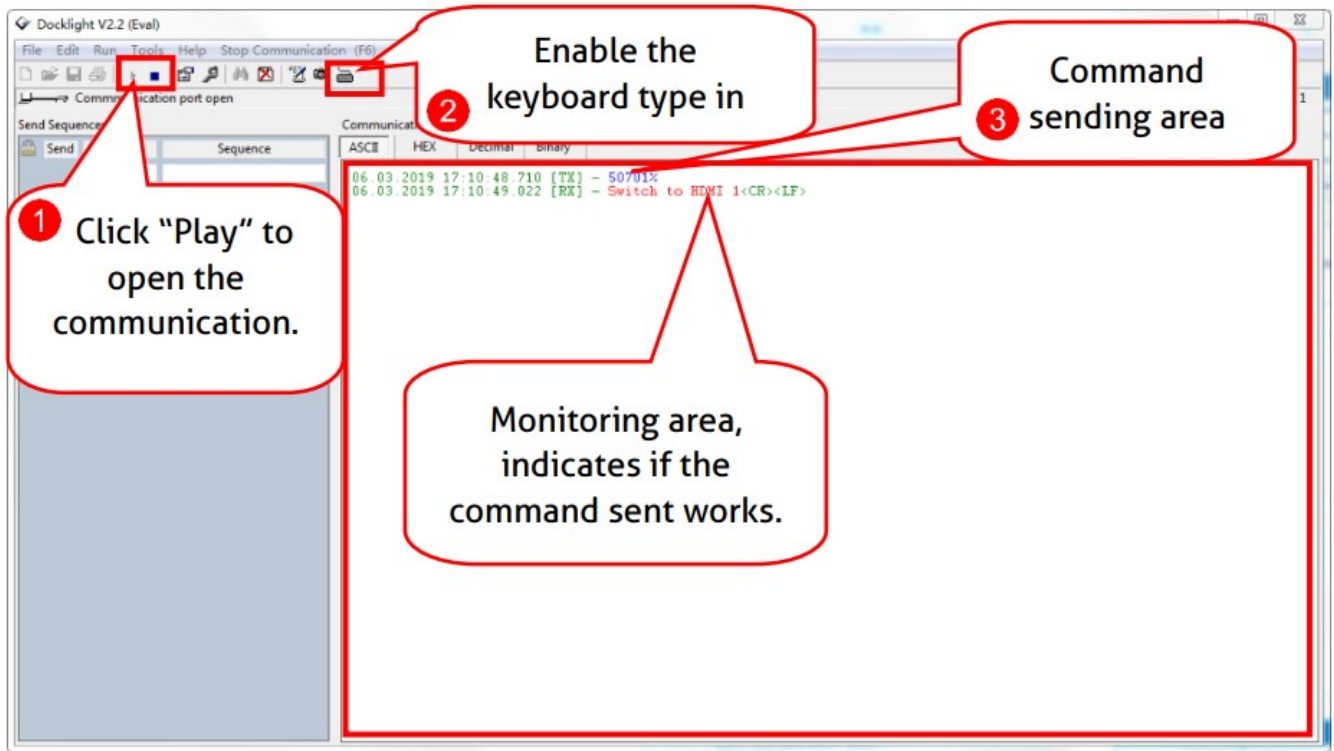 Docklight V2.2 (Eval)
File Edit Run Tools Help Stop Communication (F6)
Communication port open
1
Send Sequences
Send
Sequence
Communicati
ASCII HEX Decimal Binary
06.03.2019 17:10:48.710 [TX] - 50701%
06.03.2019 17:10:49.022 [RX] - Switch to HDMI 1<CR><LF>
1
Click “Play” to
open the
communication.
2
Enable the
keyboard type in
3
Command
sending area
Monitoring area,
indicates if the
command sent works.